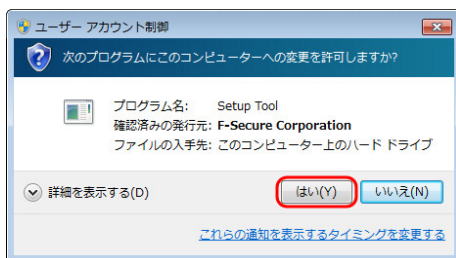 ユーザー アカウント制御
次のプログラムにこのコンピューターへの変更を許可しますか?
プログラム名: Setup Tool
確認済みの発行元: F-Secure Corporation
ファイルの入手先: このコンピューター上のハード ドライブ
詳細を表示する(D) はい(Y) いいえ(N)
これらの通知を表示するタイミングを変更する